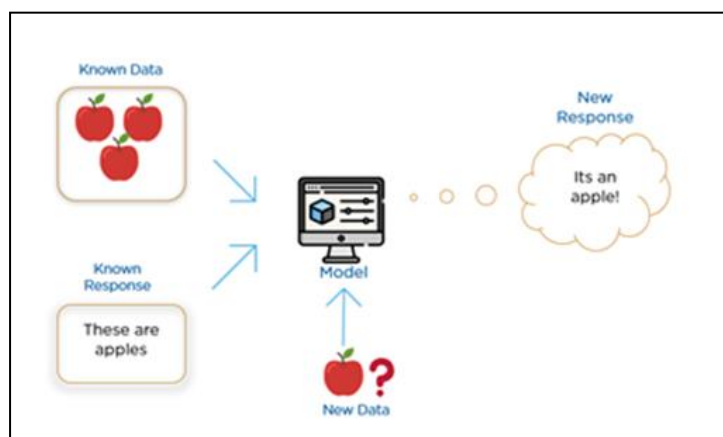 Known Data
Known
Response
These are
apples
Model
?
New Data
New
Response
Its an
apple!